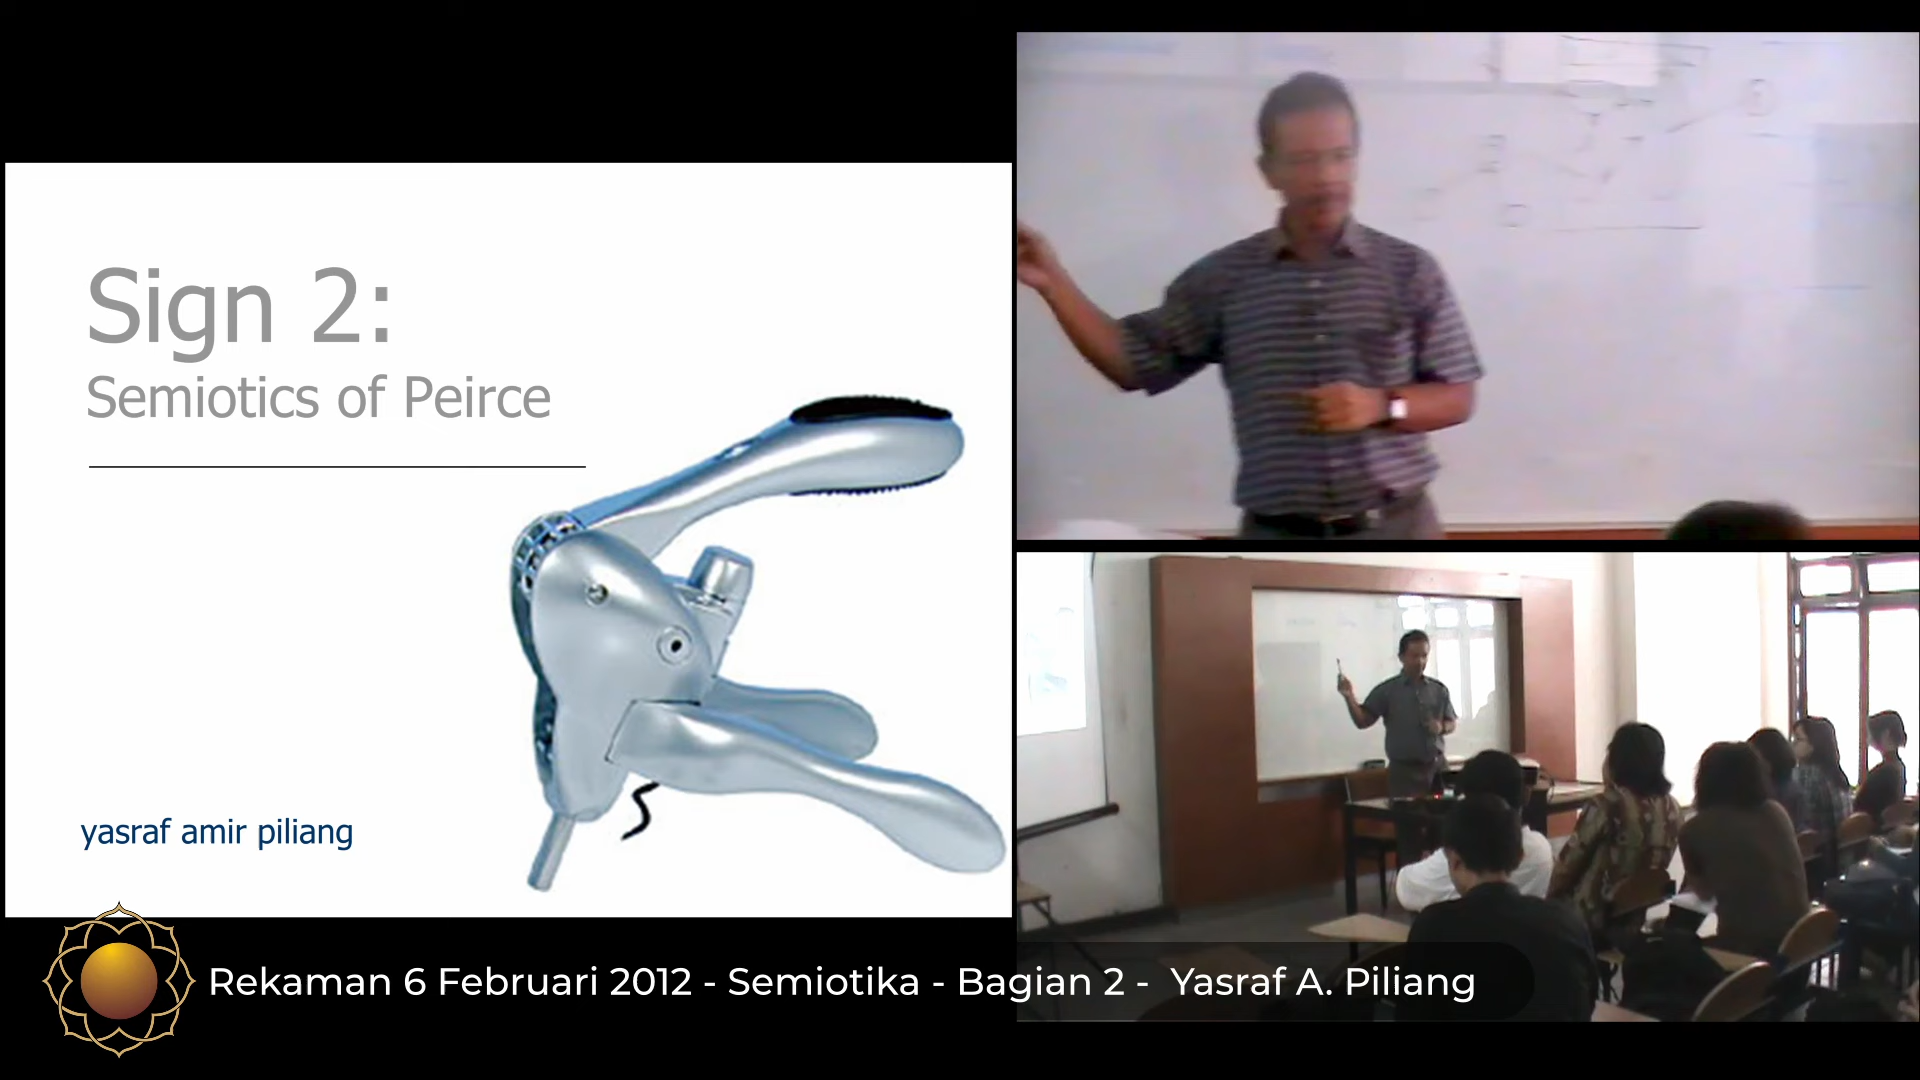 Sign 2:
Semiotics of Peirce
yasraf amir piliang
Rekaman 6 Februari 2012 - Semiotika - Bagian 2 - Yasraf A. Piliang